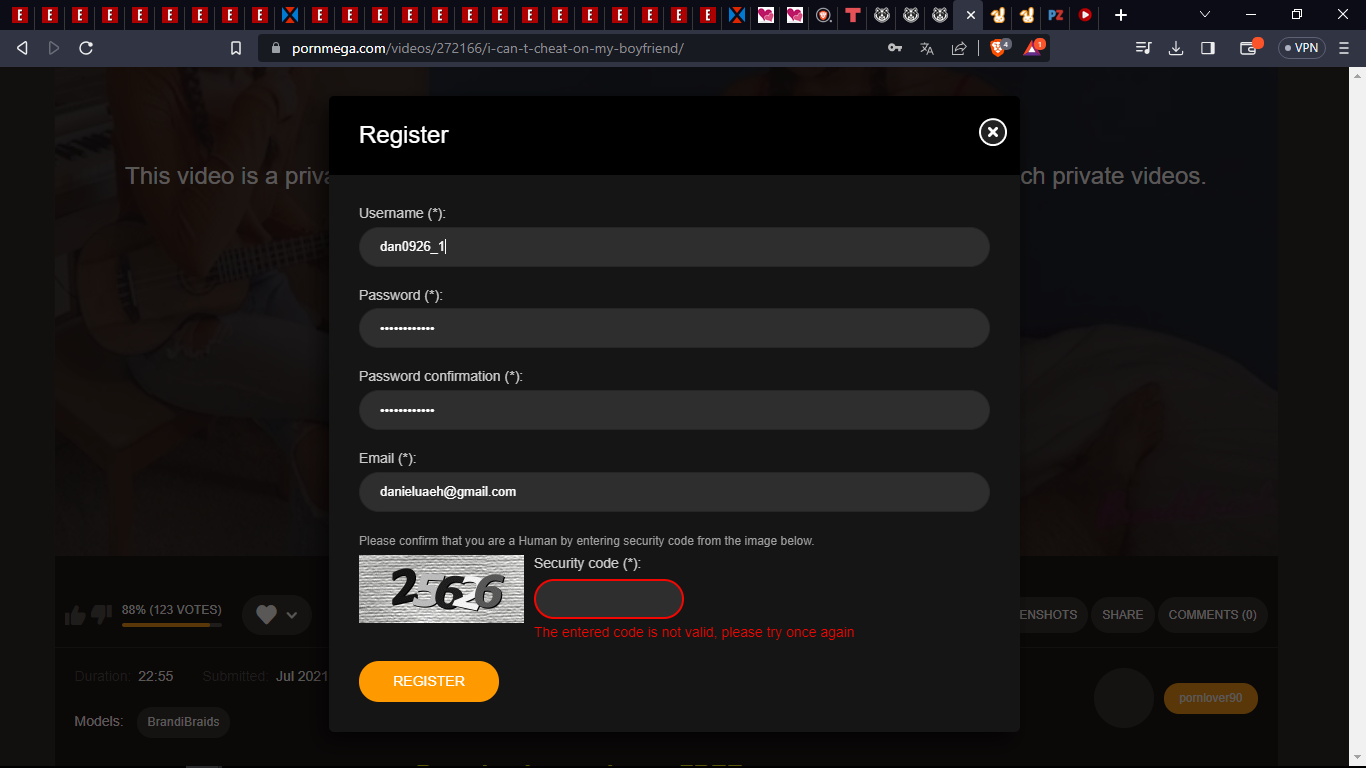 VPN
pornmega.com/videos/272166/i-can-t-cheat-on-my-boyfriend/
Register
This video is a priva
ch private videos.
Username (*):
dan0926_1
Password (*):
••••••••••••
Password confirmation (*):
••••••••••••
Email (*):
danieluaeh@gmail.com
Please confirm that you are a Human by entering security code from the image below.
Security code (*):
25626
The entered code is not valid, please try once again
REGISTER
88% (123 VOTES)
ENSHOTS
SHARE
COMMENTS (0)
Duration: 22:55
Submitted: Jul 2021
pornlover90
Models:
BrandiBraids